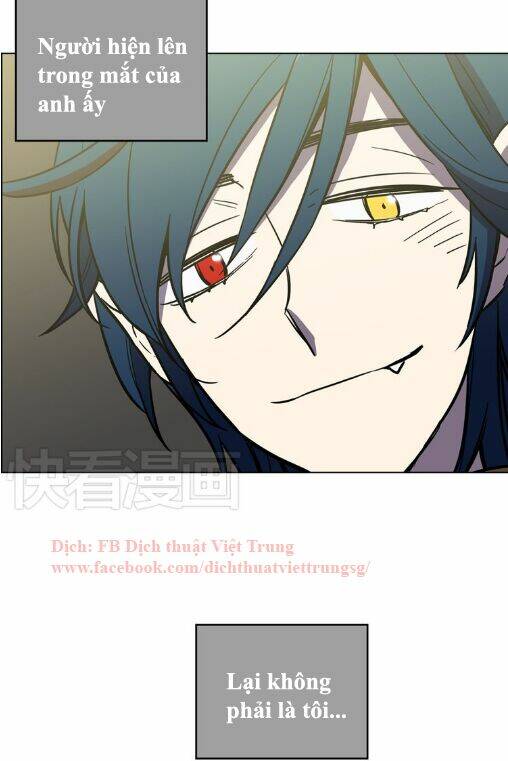 Người hiện lên
trong mắt của
anh ấy
快看漫画
Dịch: FB Dịch thuật Việt Trung
www.facebook.com/dichthuatviettrungsg/
Lại không
phải là tôi...